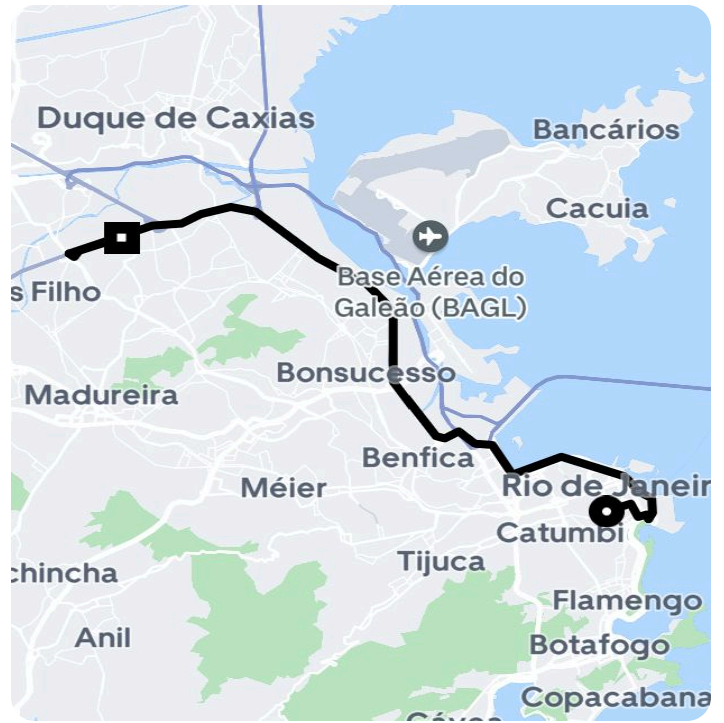 Duque de Caxias
Bancários
Cacuia
s Filho
Base Aérea do
Galeão (BAGL)
Bonsucesso
Madureira
Benfica
Méier
Rio de Janeir
Catumbi
Tijuca
chincha
Flamengo
Anil
Botafogo
Copacabana
Gávea